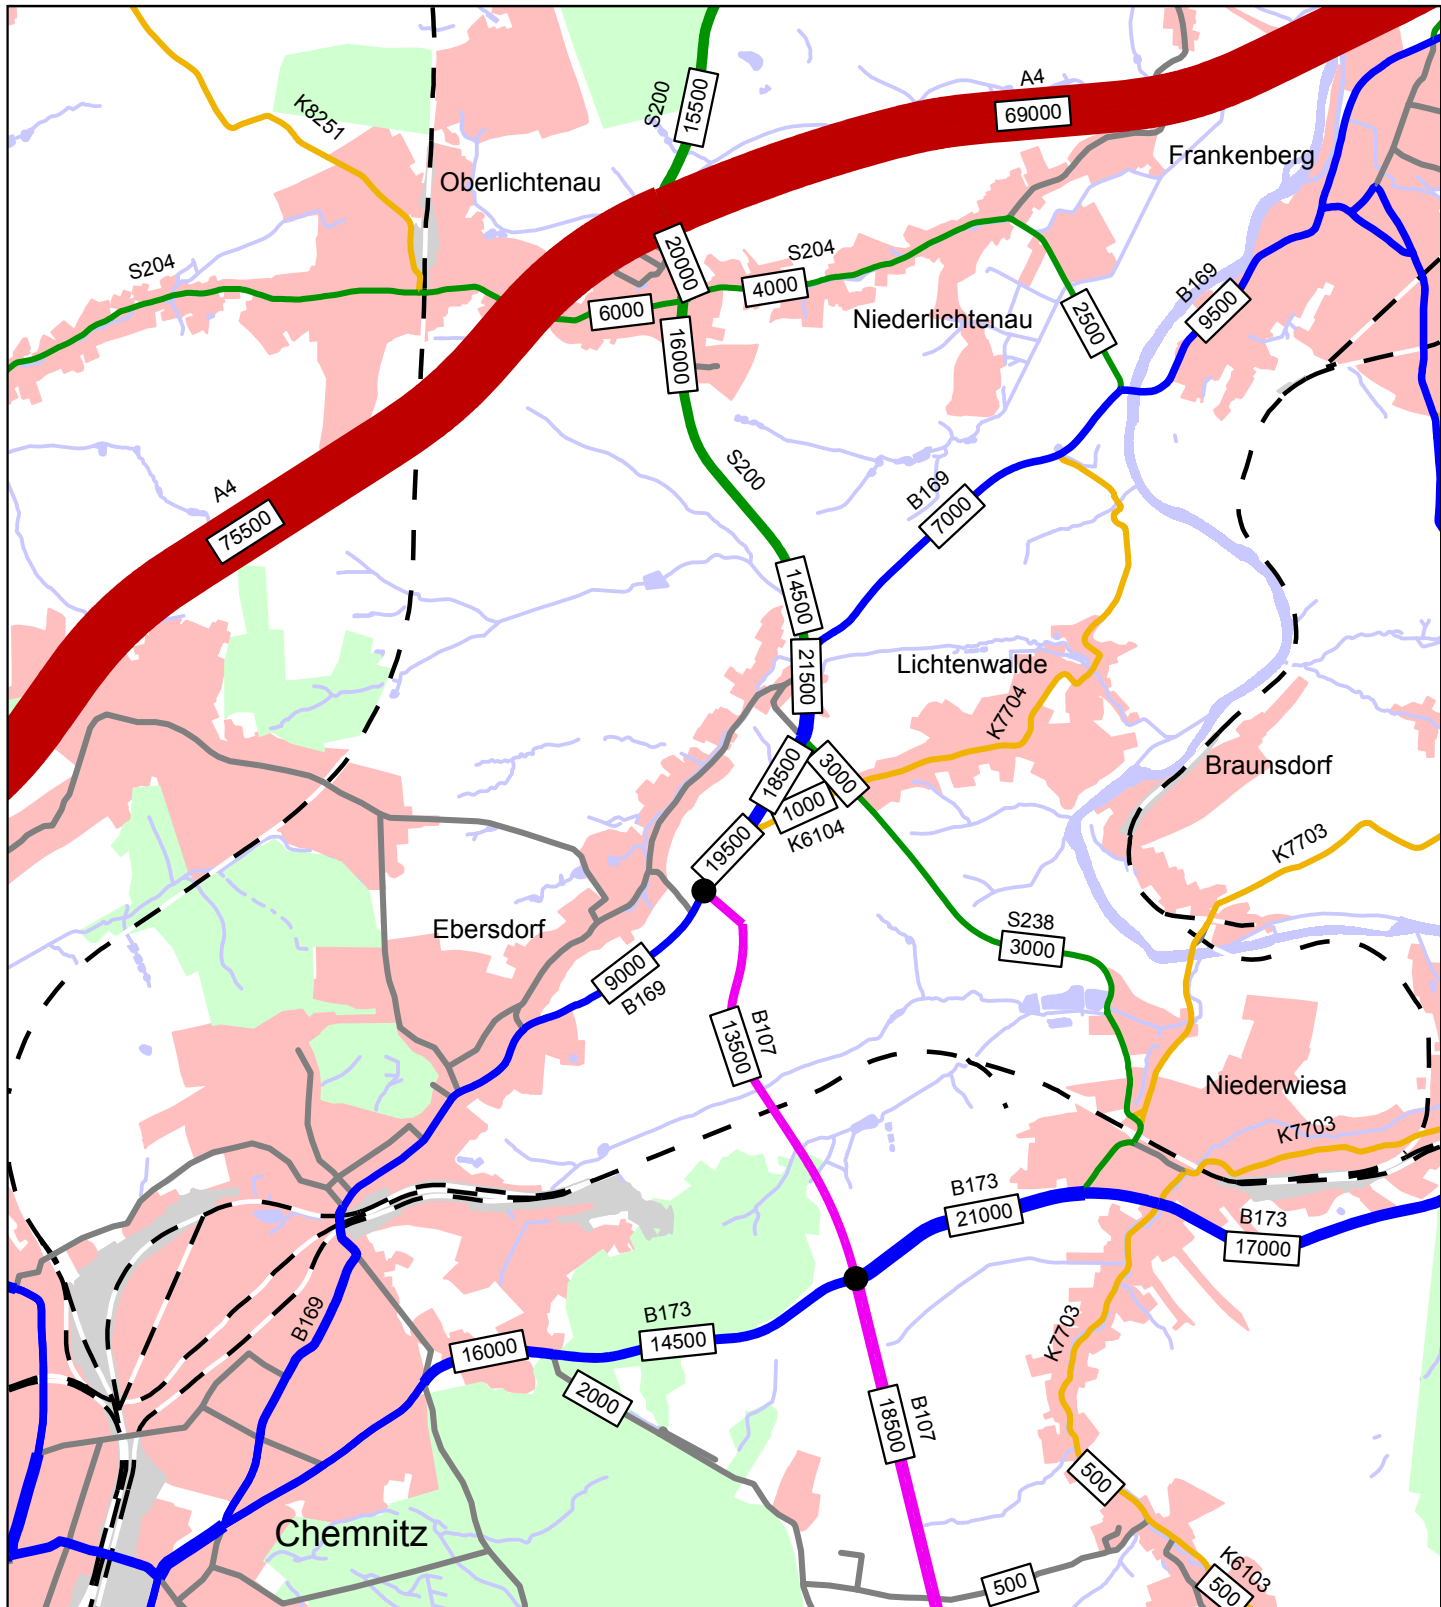 A4
69000
K8251
S200
15500
Frankenberg
Oberlichtenau
20000
S204
S204
4000
6000
B169
9500
Niederlichtenau
2500
16000
S200
A4
75500
B169
7000
14500
Lichtenwalde
21500
K7704
18500
3000
Braunsdorf
1000
K6104
19500
K7703
Ebersdorf
S238
3000
9000
B169
B107
13500
Niederwiesa
K7703
B173
21000
B173
17000
B169
B173
14500
16000
K7703
2000
B107
18500
500
Chemnitz
K6103
500
500